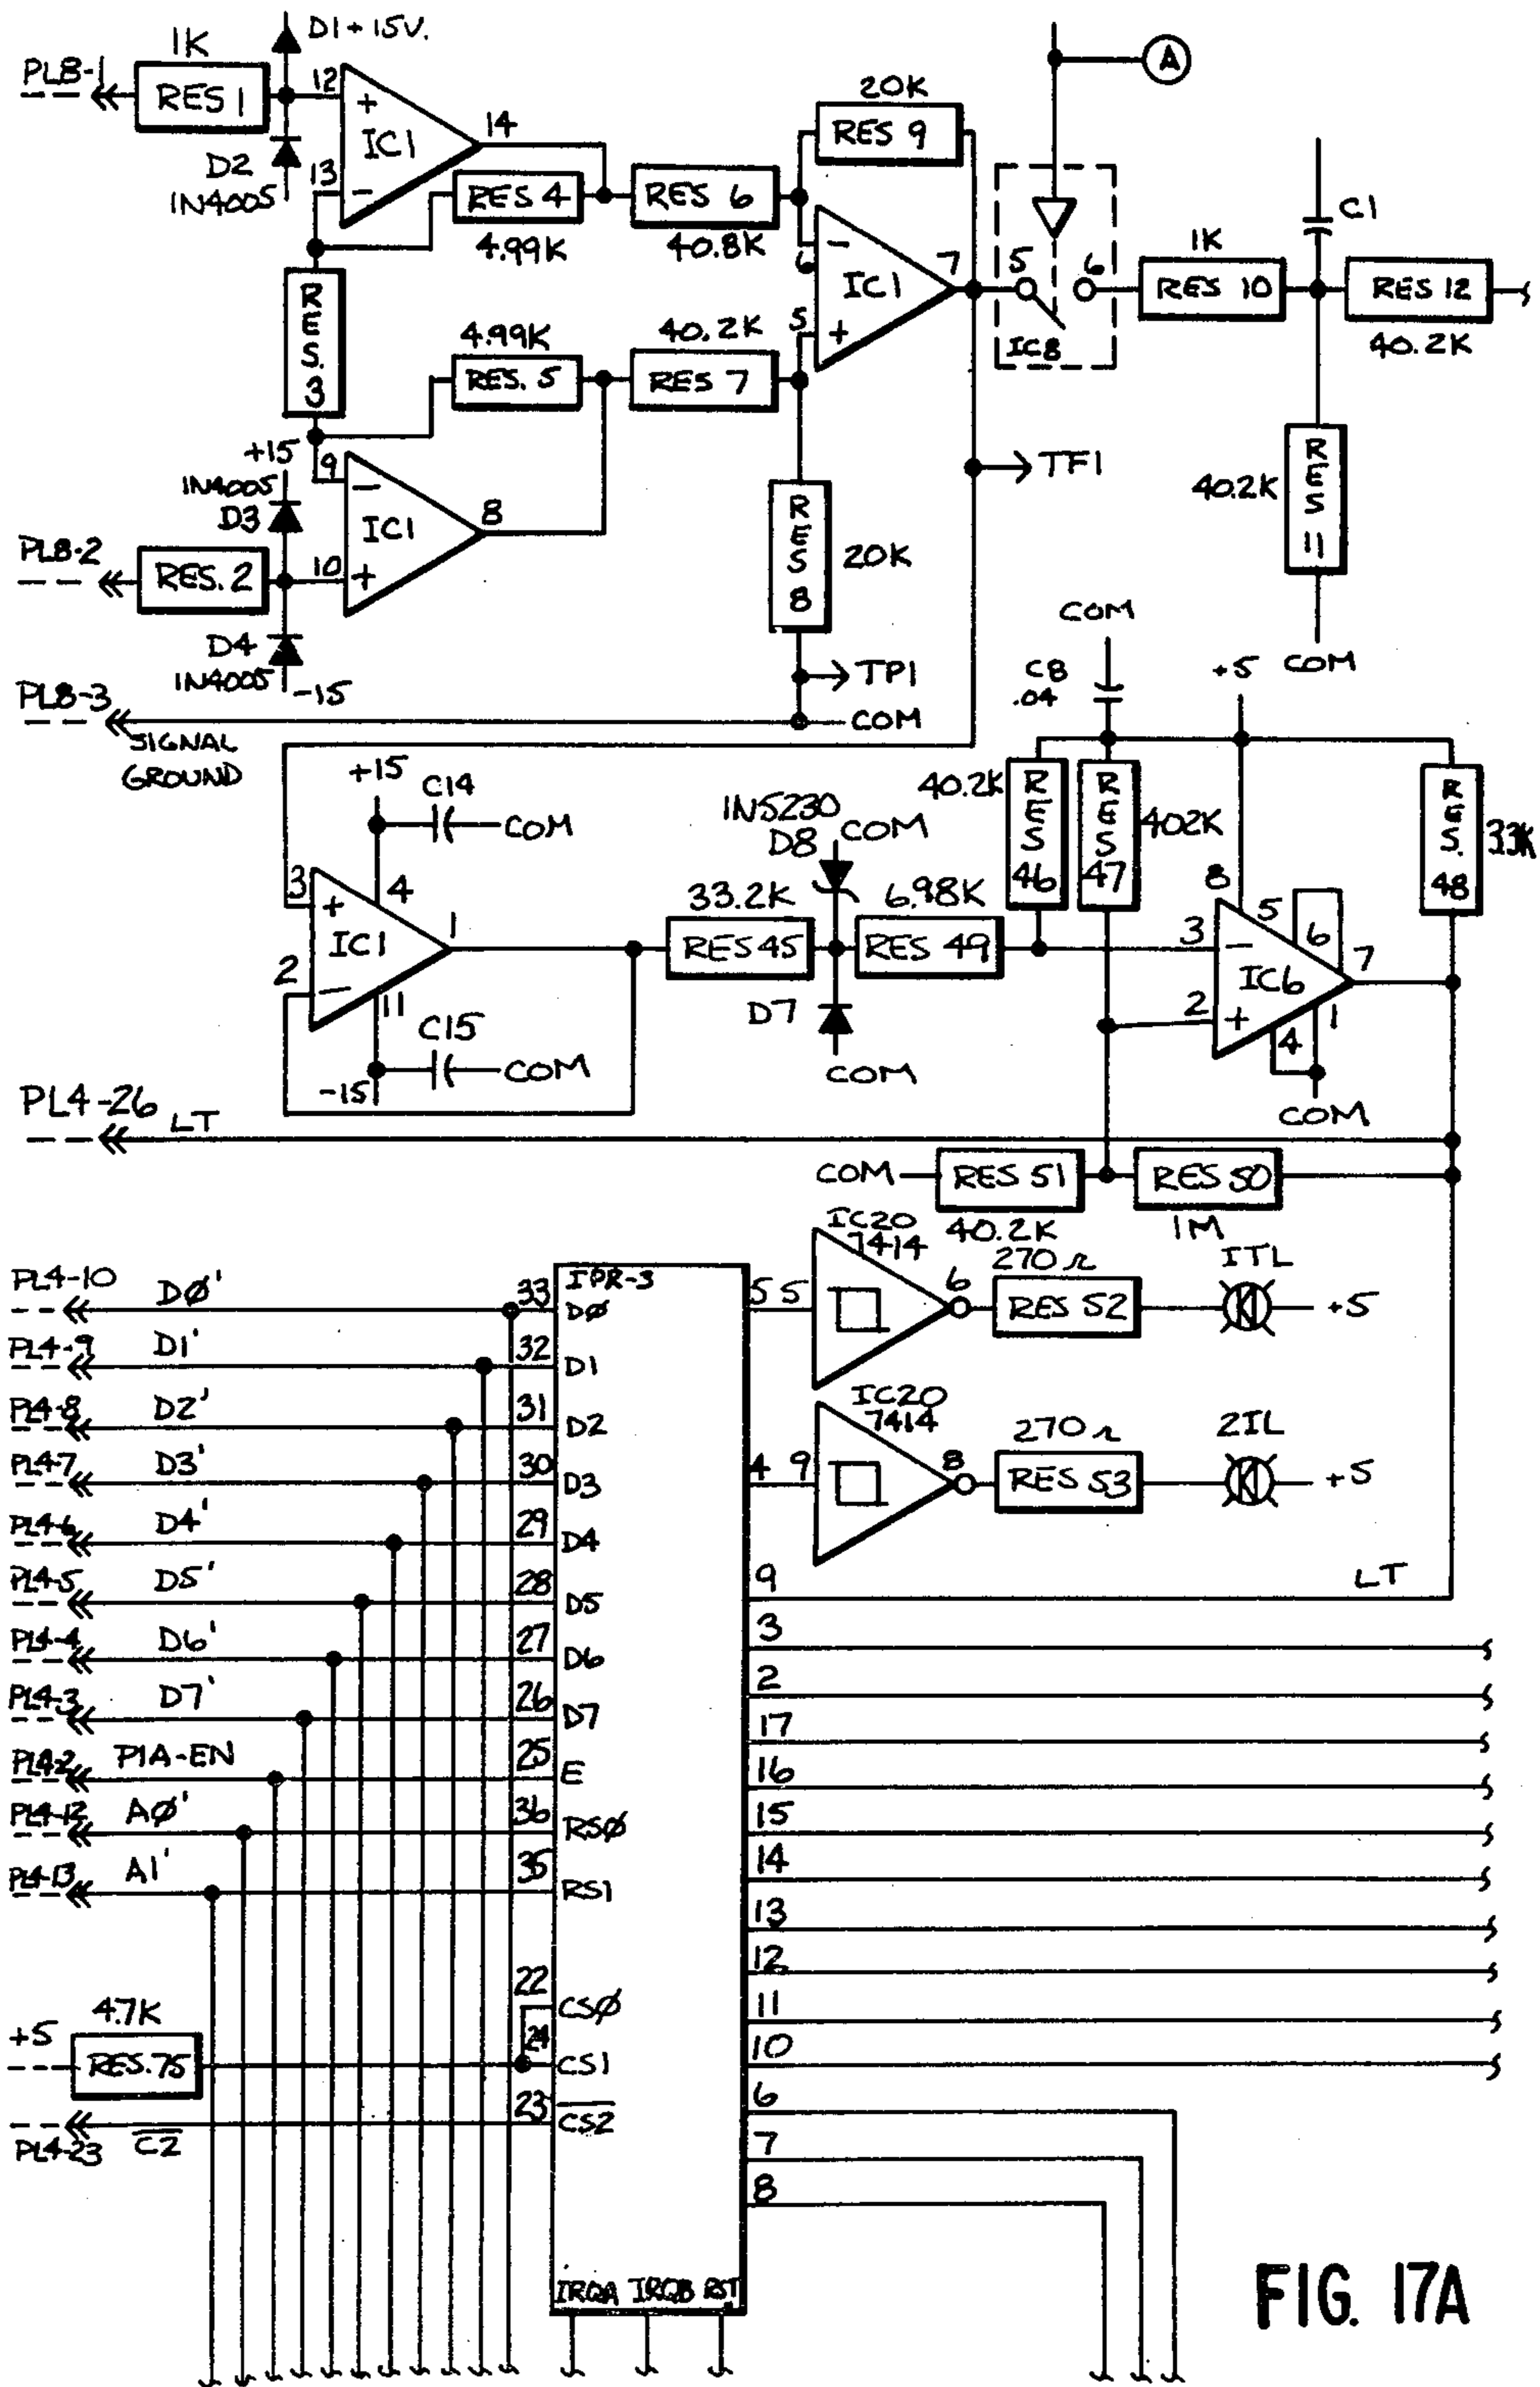 D1 +15V.
1K
PL8-1
RES 1
12
+
IC1
14
13
-
D2
1N4005
RES 4
4.99K
RES 6
40.8K
20K
RES 9
A
6
-
IC1
7
5
+
5
6
IC8
1K
RES 10
C1
RES 12
40.2K
RES. 3
4.99K
RES. 5
40.2K
RES 7
+15
1N4005
D3
9
-
IC1
8
10
+
PL8-2
RES. 2
D4
1N4005
-15
RES 8
20K
TF1
40.2K
RES 11
COM
PL8-3
SIGNAL
GROUND
TP1
COM
COM
C8
.04
+5
+15
C14
COM
1N5230
D8
COM
40.2K
RES 46
RES 47
402K
RES. 48
33K
3
+
4
IC1
1
2
-
11
33.2K
RES 45
6.98K
RES 49
D7
COM
C15
COM
-15
8
5
6
3
-
IC6
7
2
+
4
1
COM
PL4-26
LT
COM
RES 51
40.2K
RES 50
1M
IC20
7414
5
5
6
270Ω
RES 52
ITL
+5
IC20
7414
4
9
8
270Ω
RES 53
2IL
+5
IPR-3
PL4-10
DØ'
33
DØ
PL4-9
D1'
32
D1
PL4-8
D2'
31
D2
PL4-7
D3'
30
D3
PL4-6
D4'
29
D4
PL4-5
D5'
28
D5
PL4-4
D6'
27
D6
PL4-3
D7'
26
D7
PL4-2
PIA-EN
25
E
PL4-12
AØ'
36
RSØ
PL4-13
A1'
35
RS1
22
CSØ
4.7K
+5
RES. 75
24
CS1
23
CS2
PL4-23
C2
9
LT
3
2
17
16
15
14
13
12
11
10
6
7
8
IRQA IRQB RST
FIG. 17A